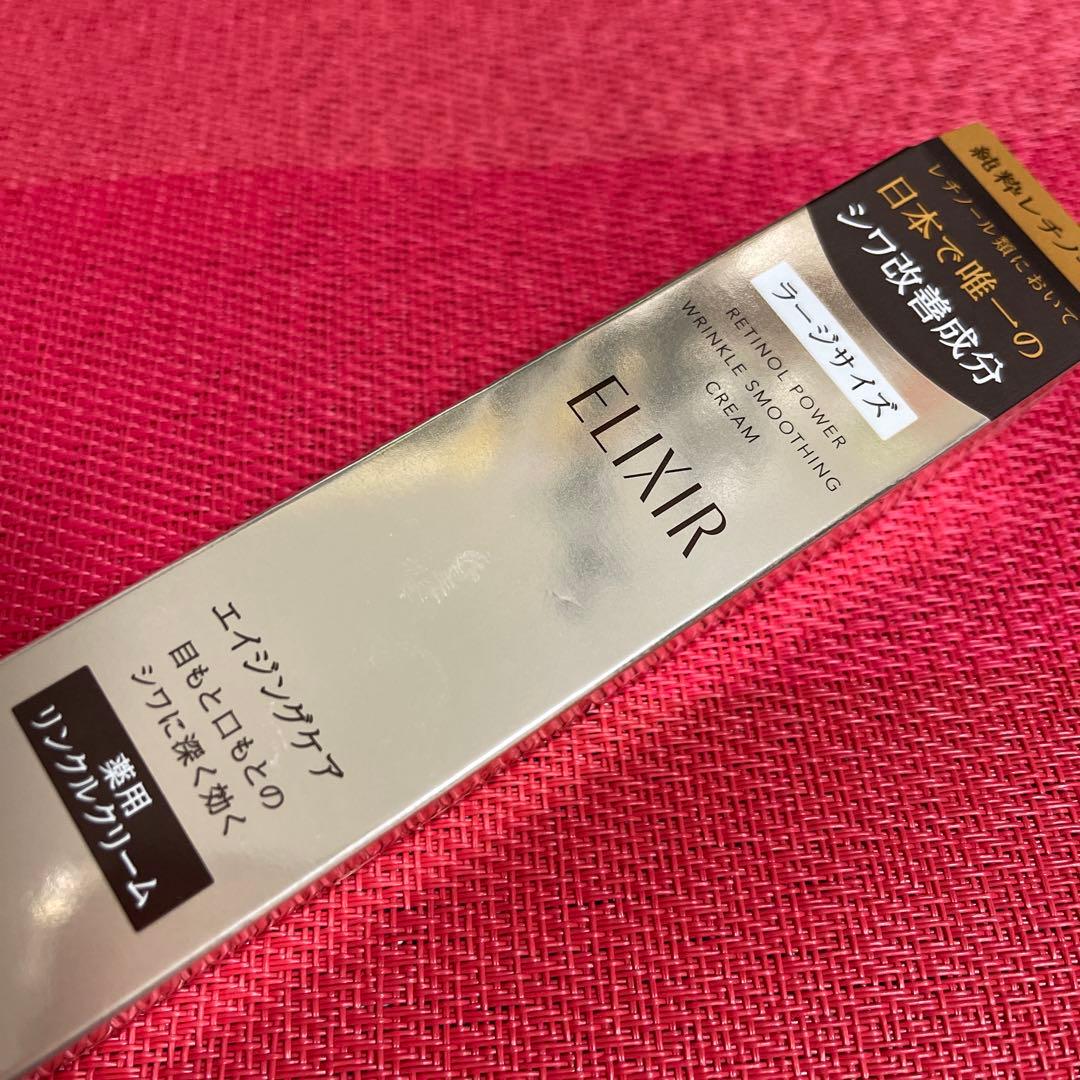 純粋レチノー
レチノール類において
日本で唯一の
シワ改善成分
ラージサイズ
RETINOL POWER
WRINKLE SMOOTHING
CREAM
ELIXIR
エイジングケア
目もと口もとの
シワに深く効く
薬用
リンクルクリーム